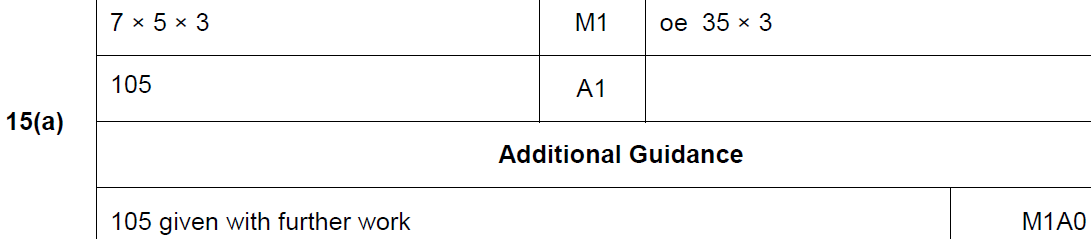 7 × 5 × 3 M1 oe 35 × 3
105 A1
15(a)
Additional Guidance
105 given with further work M1A0